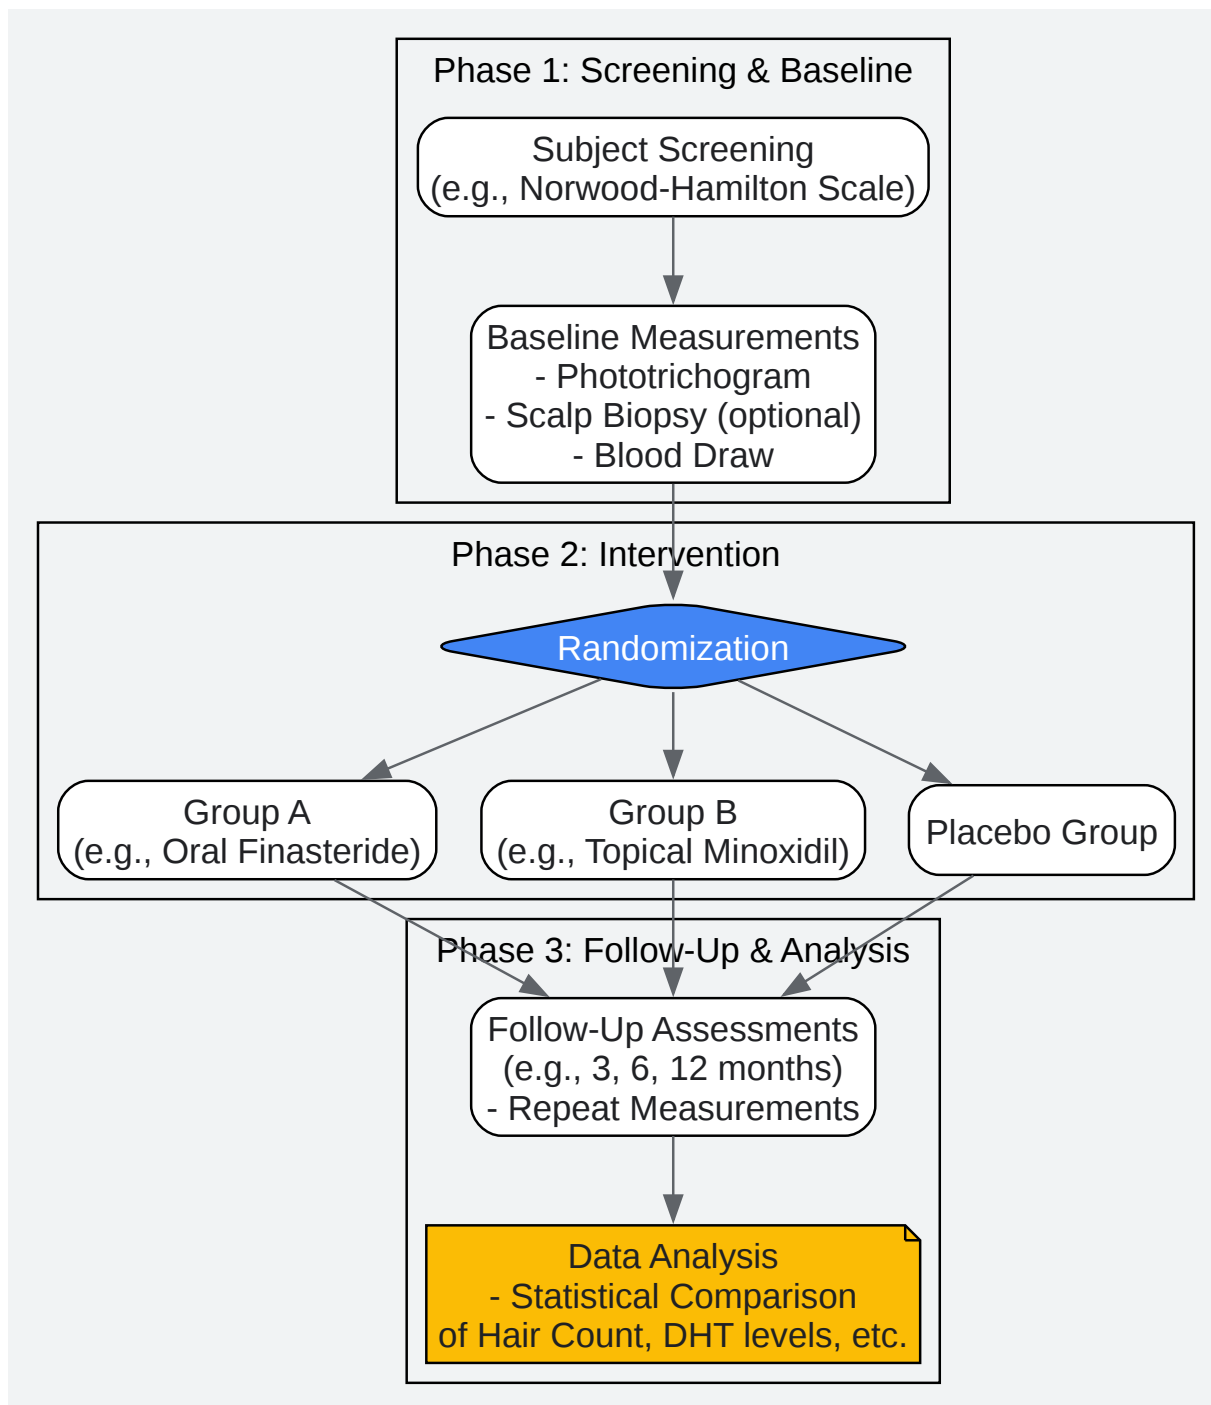 Phase 1: Screening & Baseline
Subject Screening
(e.g., Norwood-Hamilton Scale)
Baseline Measurements
- Phototrichogram
- Scalp Biopsy (optional)
- Blood Draw
Phase 2: Intervention
Randomization
Group A
(e.g., Oral Finasteride)
Group B
(e.g., Topical Minoxidil)
Placebo Group
Phase 3: Follow-Up & Analysis
Follow-Up Assessments
(e.g., 3, 6, 12 months)
- Repeat Measurements
Data Analysis
- Statistical Comparison
of Hair Count, DHT levels, etc.